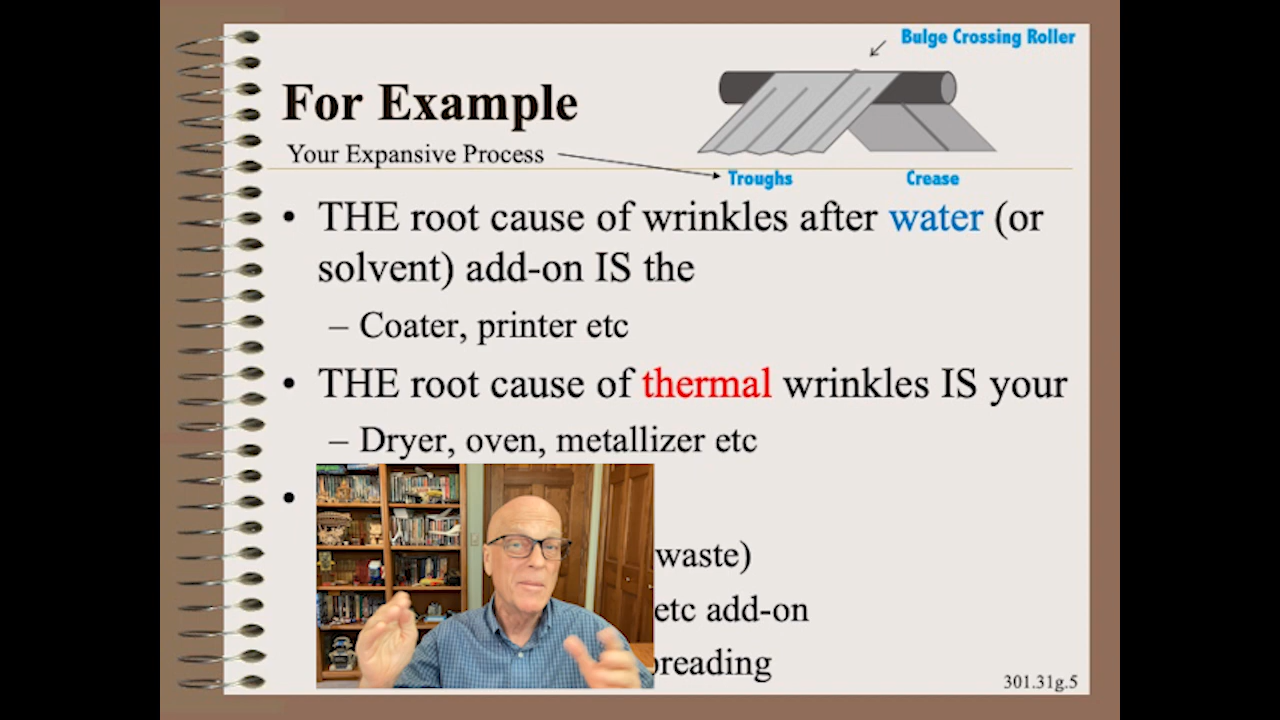 Bulge Crossing Roller
For Example
Your Expansive Process
Troughs
Crease
• THE root cause of wrinkles after water (or
solvent) add-on IS the
– Coater, printer etc
• THE root cause of thermal wrinkles IS your
– Dryer, oven, metallizer etc
•
waste)
etc add-on
301.31g.5